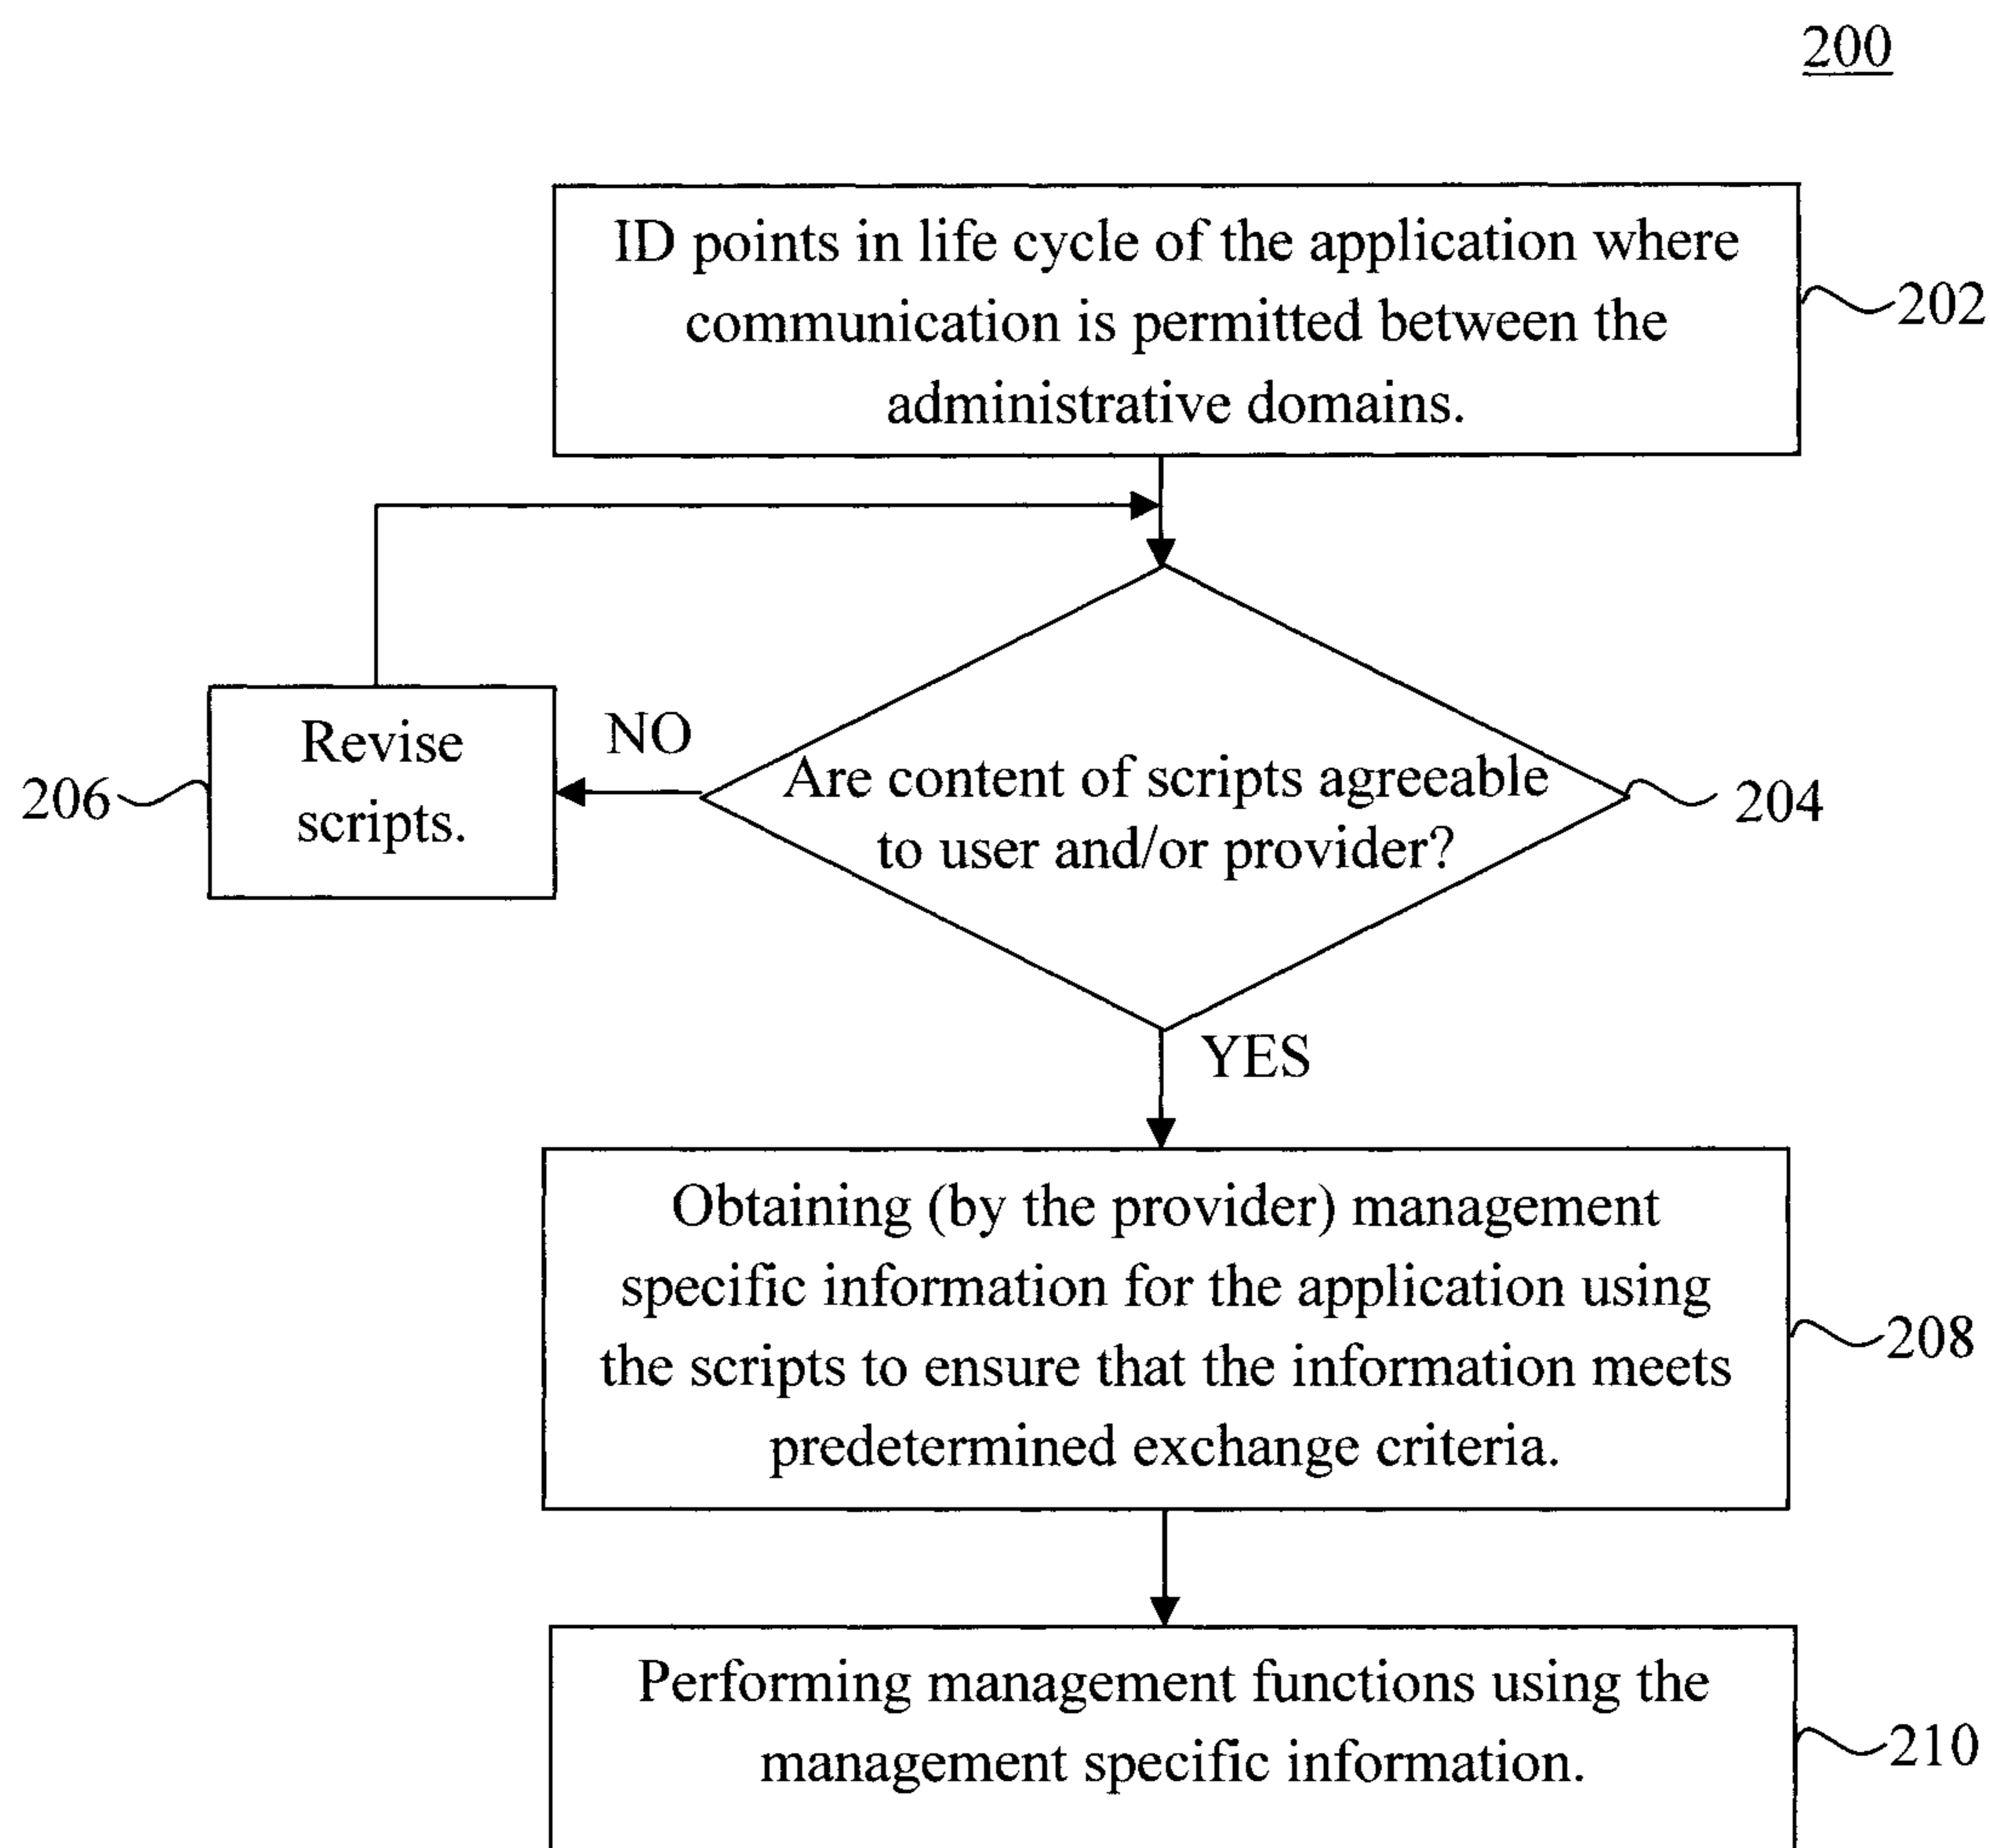 200
ID points in life cycle of the application where
communication is permitted between the
administrative domains.
202
Revise
scripts.
206
NO
Are content of scripts agreeable
to user and/or provider?
204
YES
Obtaining (by the provider) management
specific information for the application using
the scripts to ensure that the information meets
predetermined exchange criteria.
208
Performing management functions using the
management specific information.
210